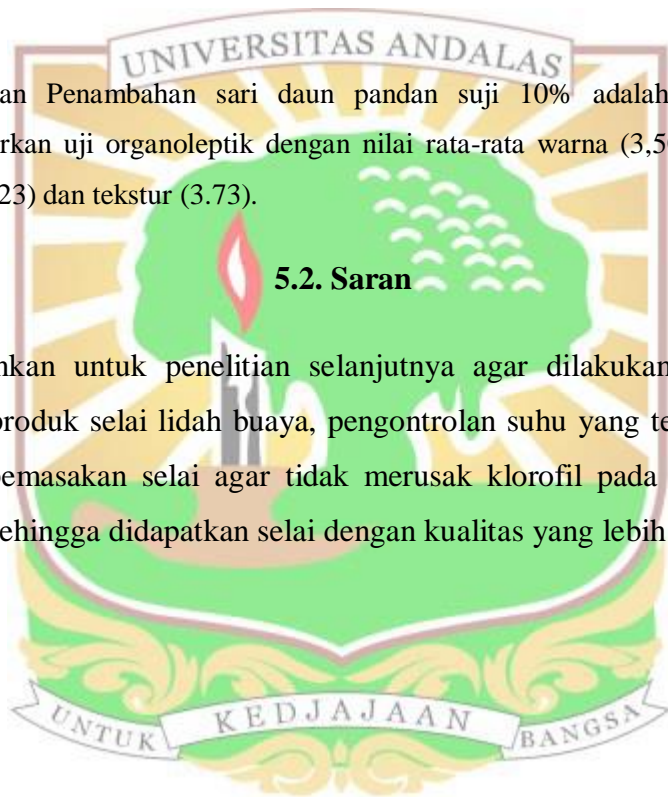 UNIVERSITAS ANDALAS
an Penambahan sari daun pandan suji 10% adalah
rkan uji organoleptik dengan nilai rata-rata warna (3,50
23) dan tekstur (3.73).
5.2. Saran
nkan untuk penelitian selanjutnya agar dilakukan
produk selai lidah buaya, pengontrolan suhu yang te
pemasakan selai agar tidak merusak klorofil pada
ehingga didapatkan selai dengan kualitas yang lebih
UNTUK KEDJAJAAN BANGSA